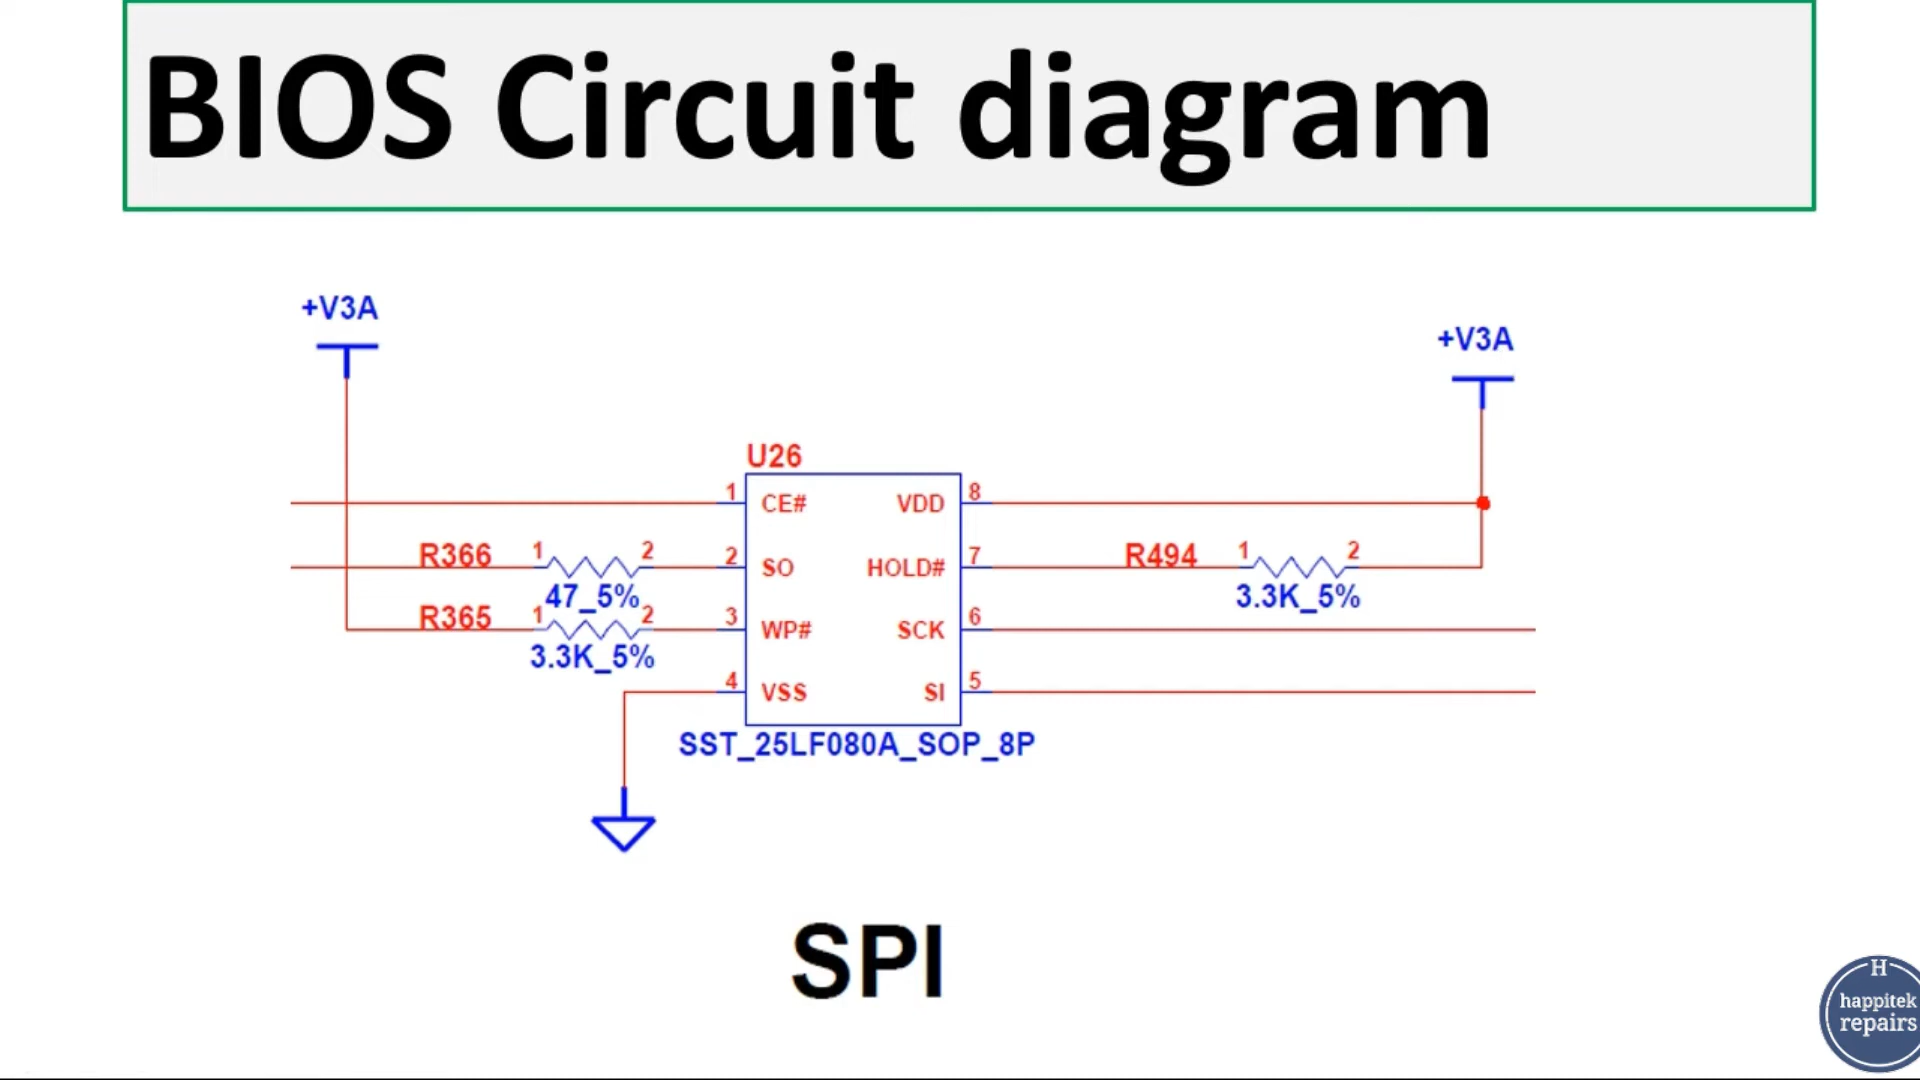 BIOS Circuit diagram
+V3A
+V3A
U26
1 CE# VDD 8
R366 1 2 2 SO HOLD# 7 R494 1 2
47_5% 3.3K_5%
R365 1 2 3 WP# SCK 6
3.3K_5%
4 VSS SI 5
SST_25LF080A_SOP_8P
SPI
H
happitek
repairs